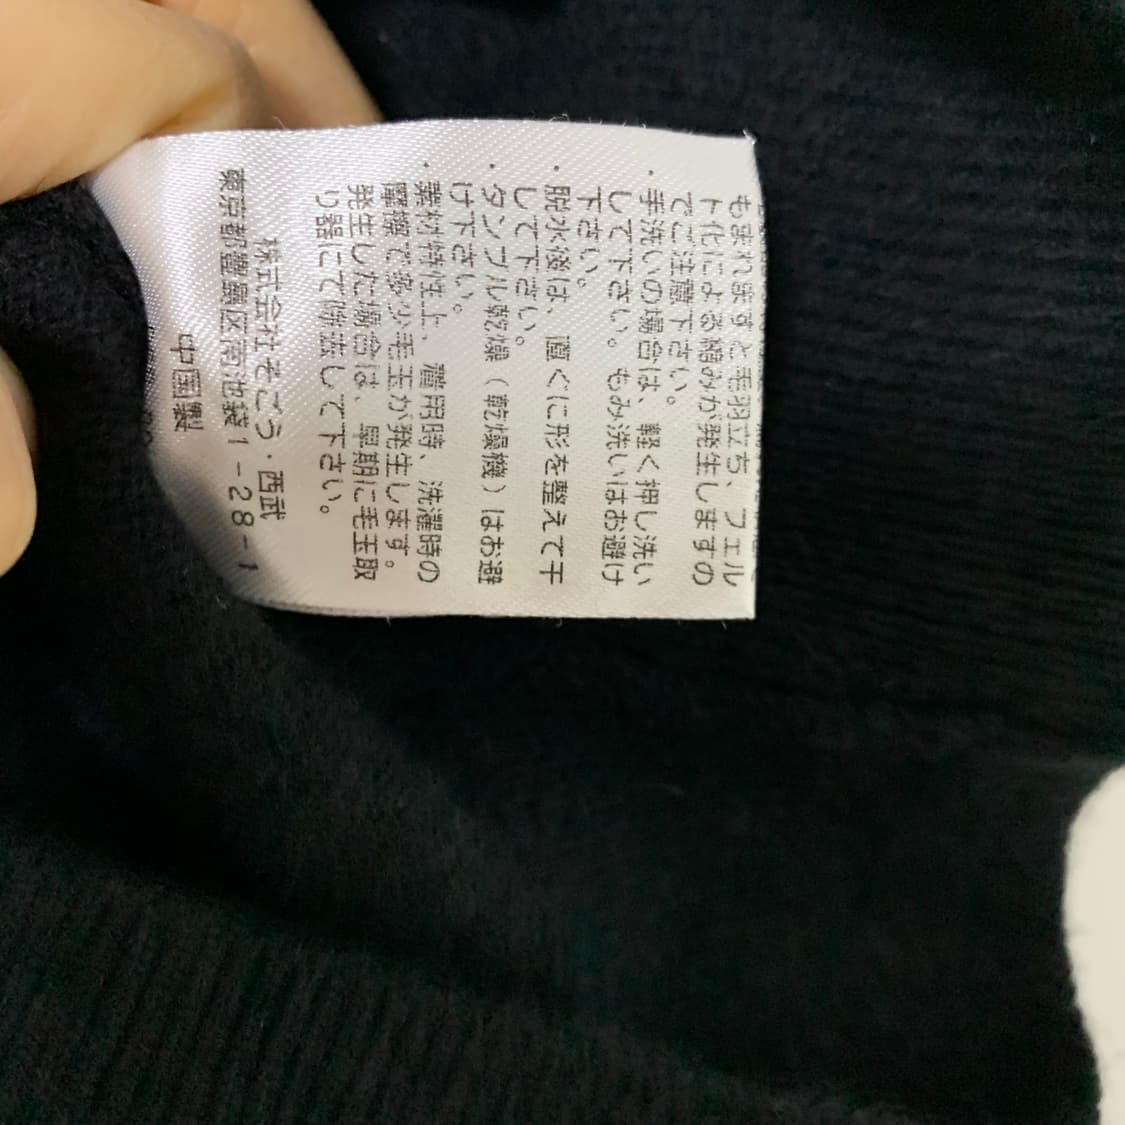 もまれますと毛羽立ち、フェル
ト化による縮みが発生しますの
でご注意下さい。
・手洗いの場合は、軽く押し洗い
して下さい。もみ洗いはお避け
下さい。
・脱水後は、直ぐに形を整えて干
して下さい。
・タンブル乾燥（乾燥機）はお避
け下さい。
・素材特性上、着用時、洗濯時の
摩擦で多少毛玉が発生します。
発生した場合は、早期に毛玉取
り器にて除去して下さい。
株式会社そごう・西武
東京都豊島区南池袋1-28-1
中国製